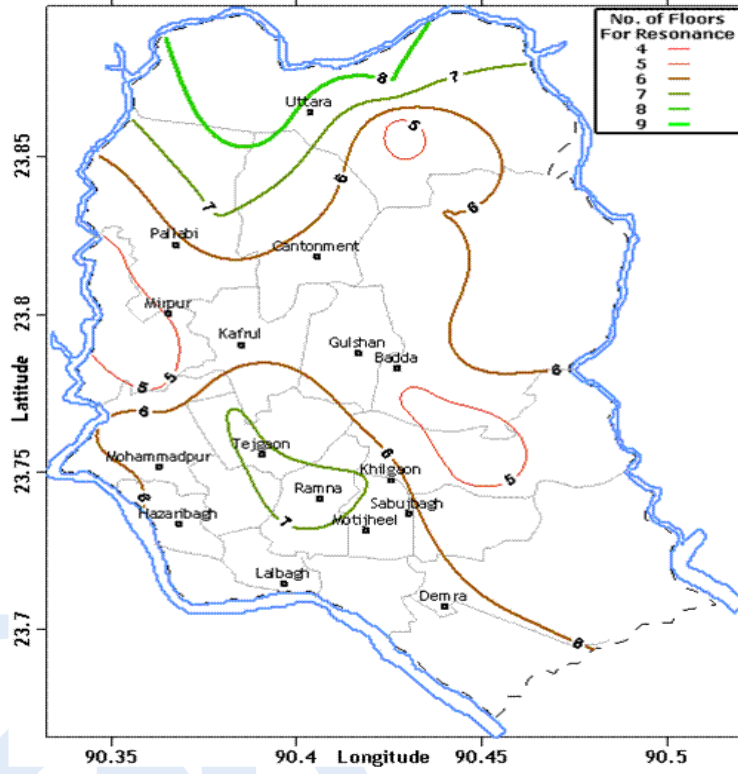 No. of Floors
For Resonance
4
5
6
7
8
9
8
7
Uttara
5
23.85
6
7
6
Pallabi
Cantonment
23.8
Mirpur
Kafrul
Gulshan
Badda
Latitude
5
5
6
6
Tejgaon
6
Mohammadpur
Khilgaon
5
23.75
Ramna
6
Hazaribagh
Sabujbagh
7
Motijheel
Lalbagh
Demra
23.7
6
90.35
Longitude
90.4
90.45
90.5